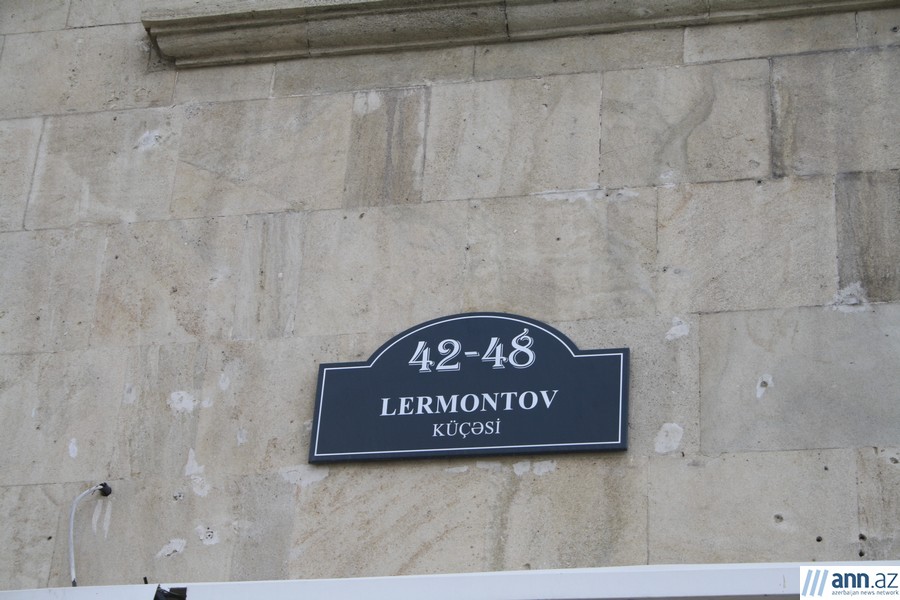 42-48
LERMONTOV
KÜÇƏSİ
ann.az
azerbaijan news network